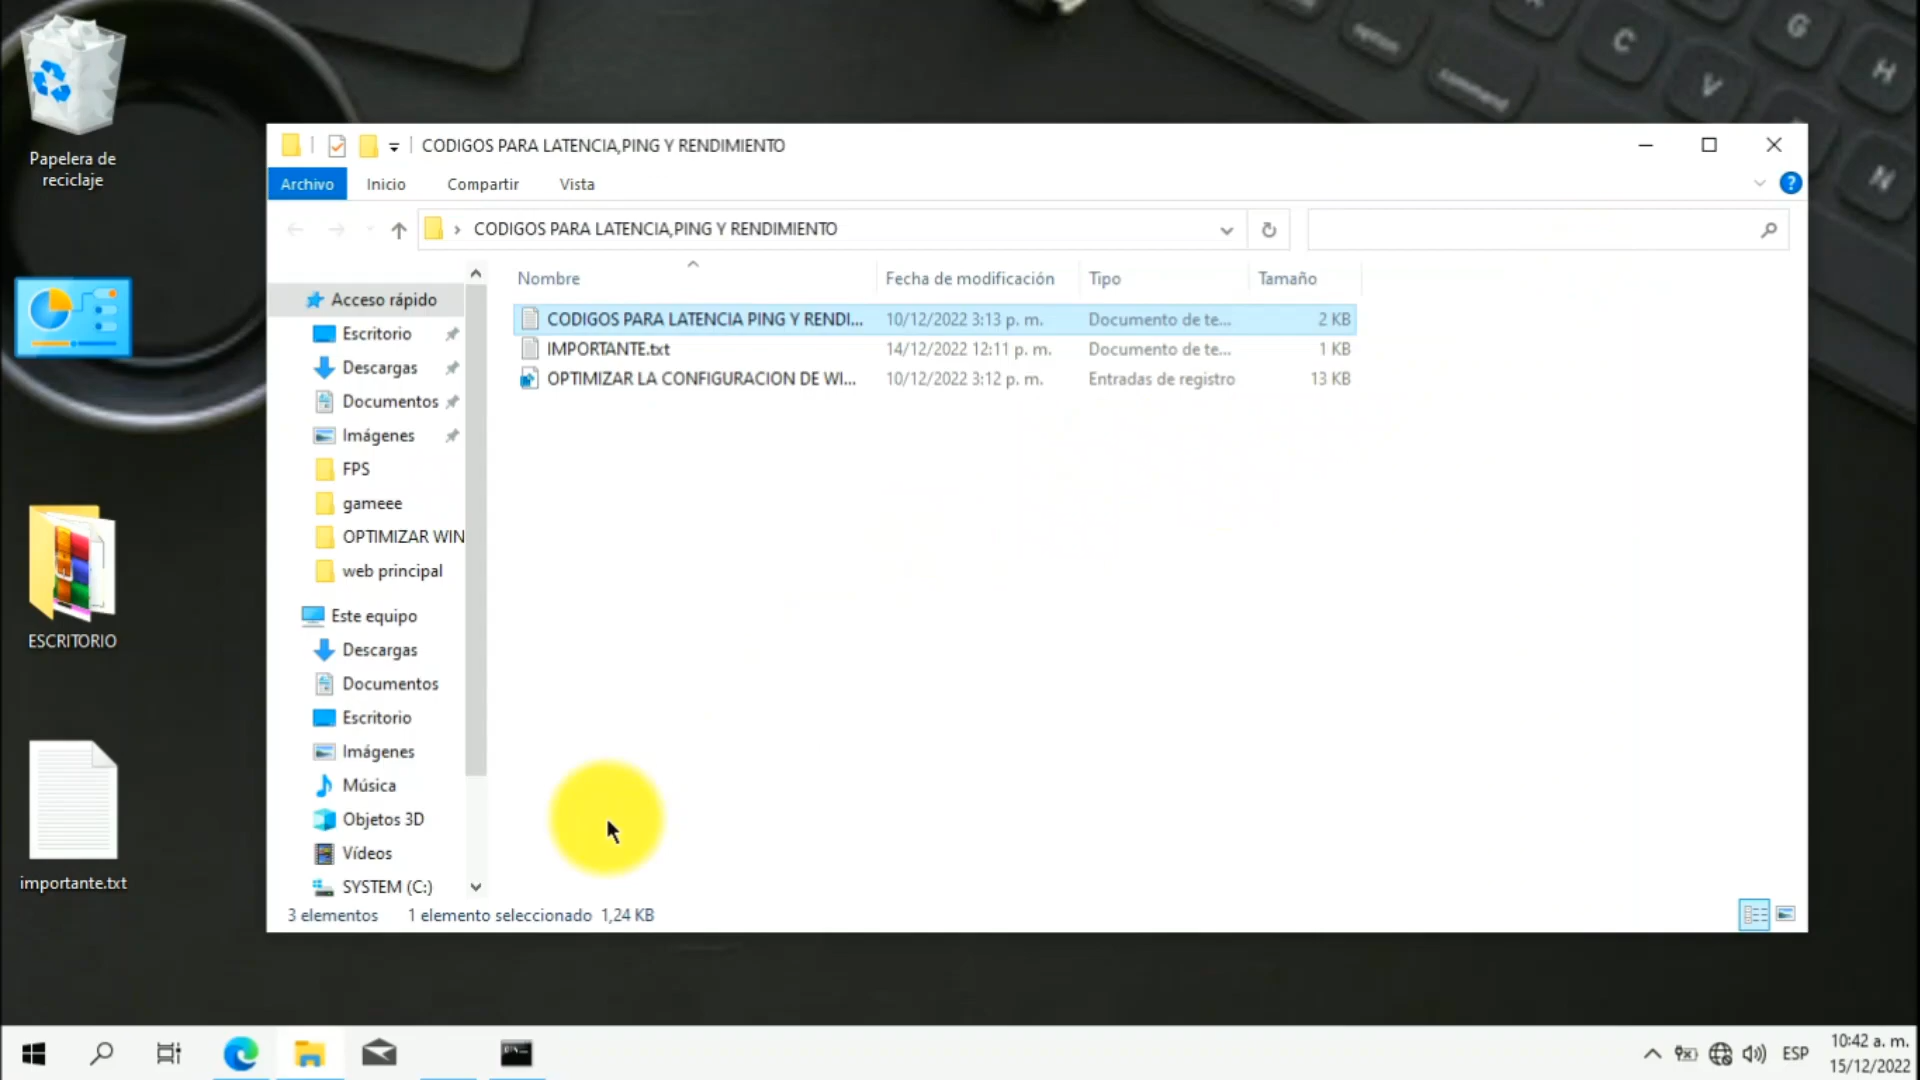 Papelera de
reciclaje
ESCRITORIO
importante.txt
CODIGOS PARA LATENCIA,PING Y RENDIMIENTO
Archivo
Inicio
Compartir
Vista
?
CODIGOS PARA LATENCIA,PING Y RENDIMIENTO
Nombre
Fecha de modificación
Tipo
Tamaño
CODIGOS PARA LATENCIA PING Y RENDI...
10/12/2022 3:13 p. m.
Documento de te...
2 KB
IMPORTANTE.txt
14/12/2022 12:11 p. m.
Documento de te...
1 KB
OPTIMIZAR LA CONFIGURACION DE WI...
10/12/2022 3:12 p. m.
Entradas de registro
13 KB
Acceso rápido
Escritorio
Descargas
Documentos
Imágenes
FPS
gameee
OPTIMIZAR WIN
web principal
Este equipo
Descargas
Documentos
Escritorio
Imágenes
Música
Objetos 3D
Vídeos
SYSTEM (C:)
3 elementos
1 elemento seleccionado 1,24 KB
option
command
C
V
G
H
N
ESP
10:42 a. m.
15/12/2022